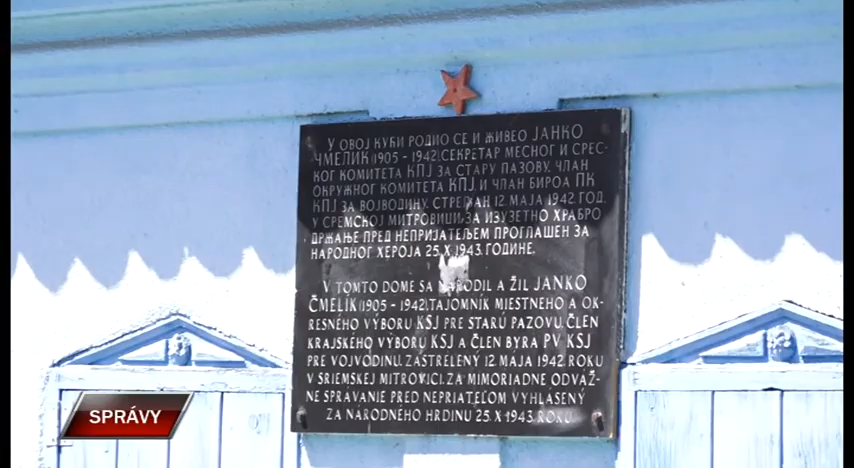 У ОВОЈ КУЋИ РОДИО СЕ И ЖИВЕО ЈАНКО
ЧМЕЛИК (1905 - 1942). СЕКРЕТАР МЕСНОГ И СРЕС-
КОГ КОМИТЕТА КПЈ ЗА СТАРУ ПАЗОВУ, ЧЛАН
ОКРУЖНОГ КОМИТЕТА КПЈ И ЧЛАН БИРОА ПК
КПЈ ЗА ВОЈВОДИНУ. СТРЕЉАН 12. МАЈА 1942. ГОД.
У СРЕМСКОЈ МИТРОВИЦИ. ЗА ИЗУЗЕТНО ХРАБРО
ДРЖАЊЕ ПРЕД НЕПРИЈАТЕЉЕМ ПРОГЛАШЕН ЗА
НАРОДНОГ ХЕРОЈА 25. X. 1943. ГОДИНЕ.
V TOMTO DOME SA NARODIL A ŽIL JANKO
ČMELIK (1905 - 1942). TAJOMNÍK MIESTNEHO A OK-
RESNÉHO VÝBORU KSJ PRE STARÚ PAZOVU, ČLEN
KRAJSKÉHO VÝBORU KSJ A ČLEN BYRA PV KSJ
PRE VOJVODINU. ZASTRELENÝ 12. MÁJA 1942. ROKU
V SRIEMSKEJ MITROVICI. ZA MIMORIADNE ODVÁŽ-
NE SPRÁVANIE PRED NEPRIATEĽOM VYHLÁSENÝ
ZA NÁRODNÉHO HRDINU 25. X. 1943. ROKU.
SPRÁVY